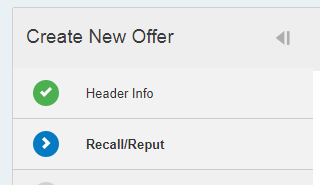 Create New Offer
Header Info
Recall/Reput